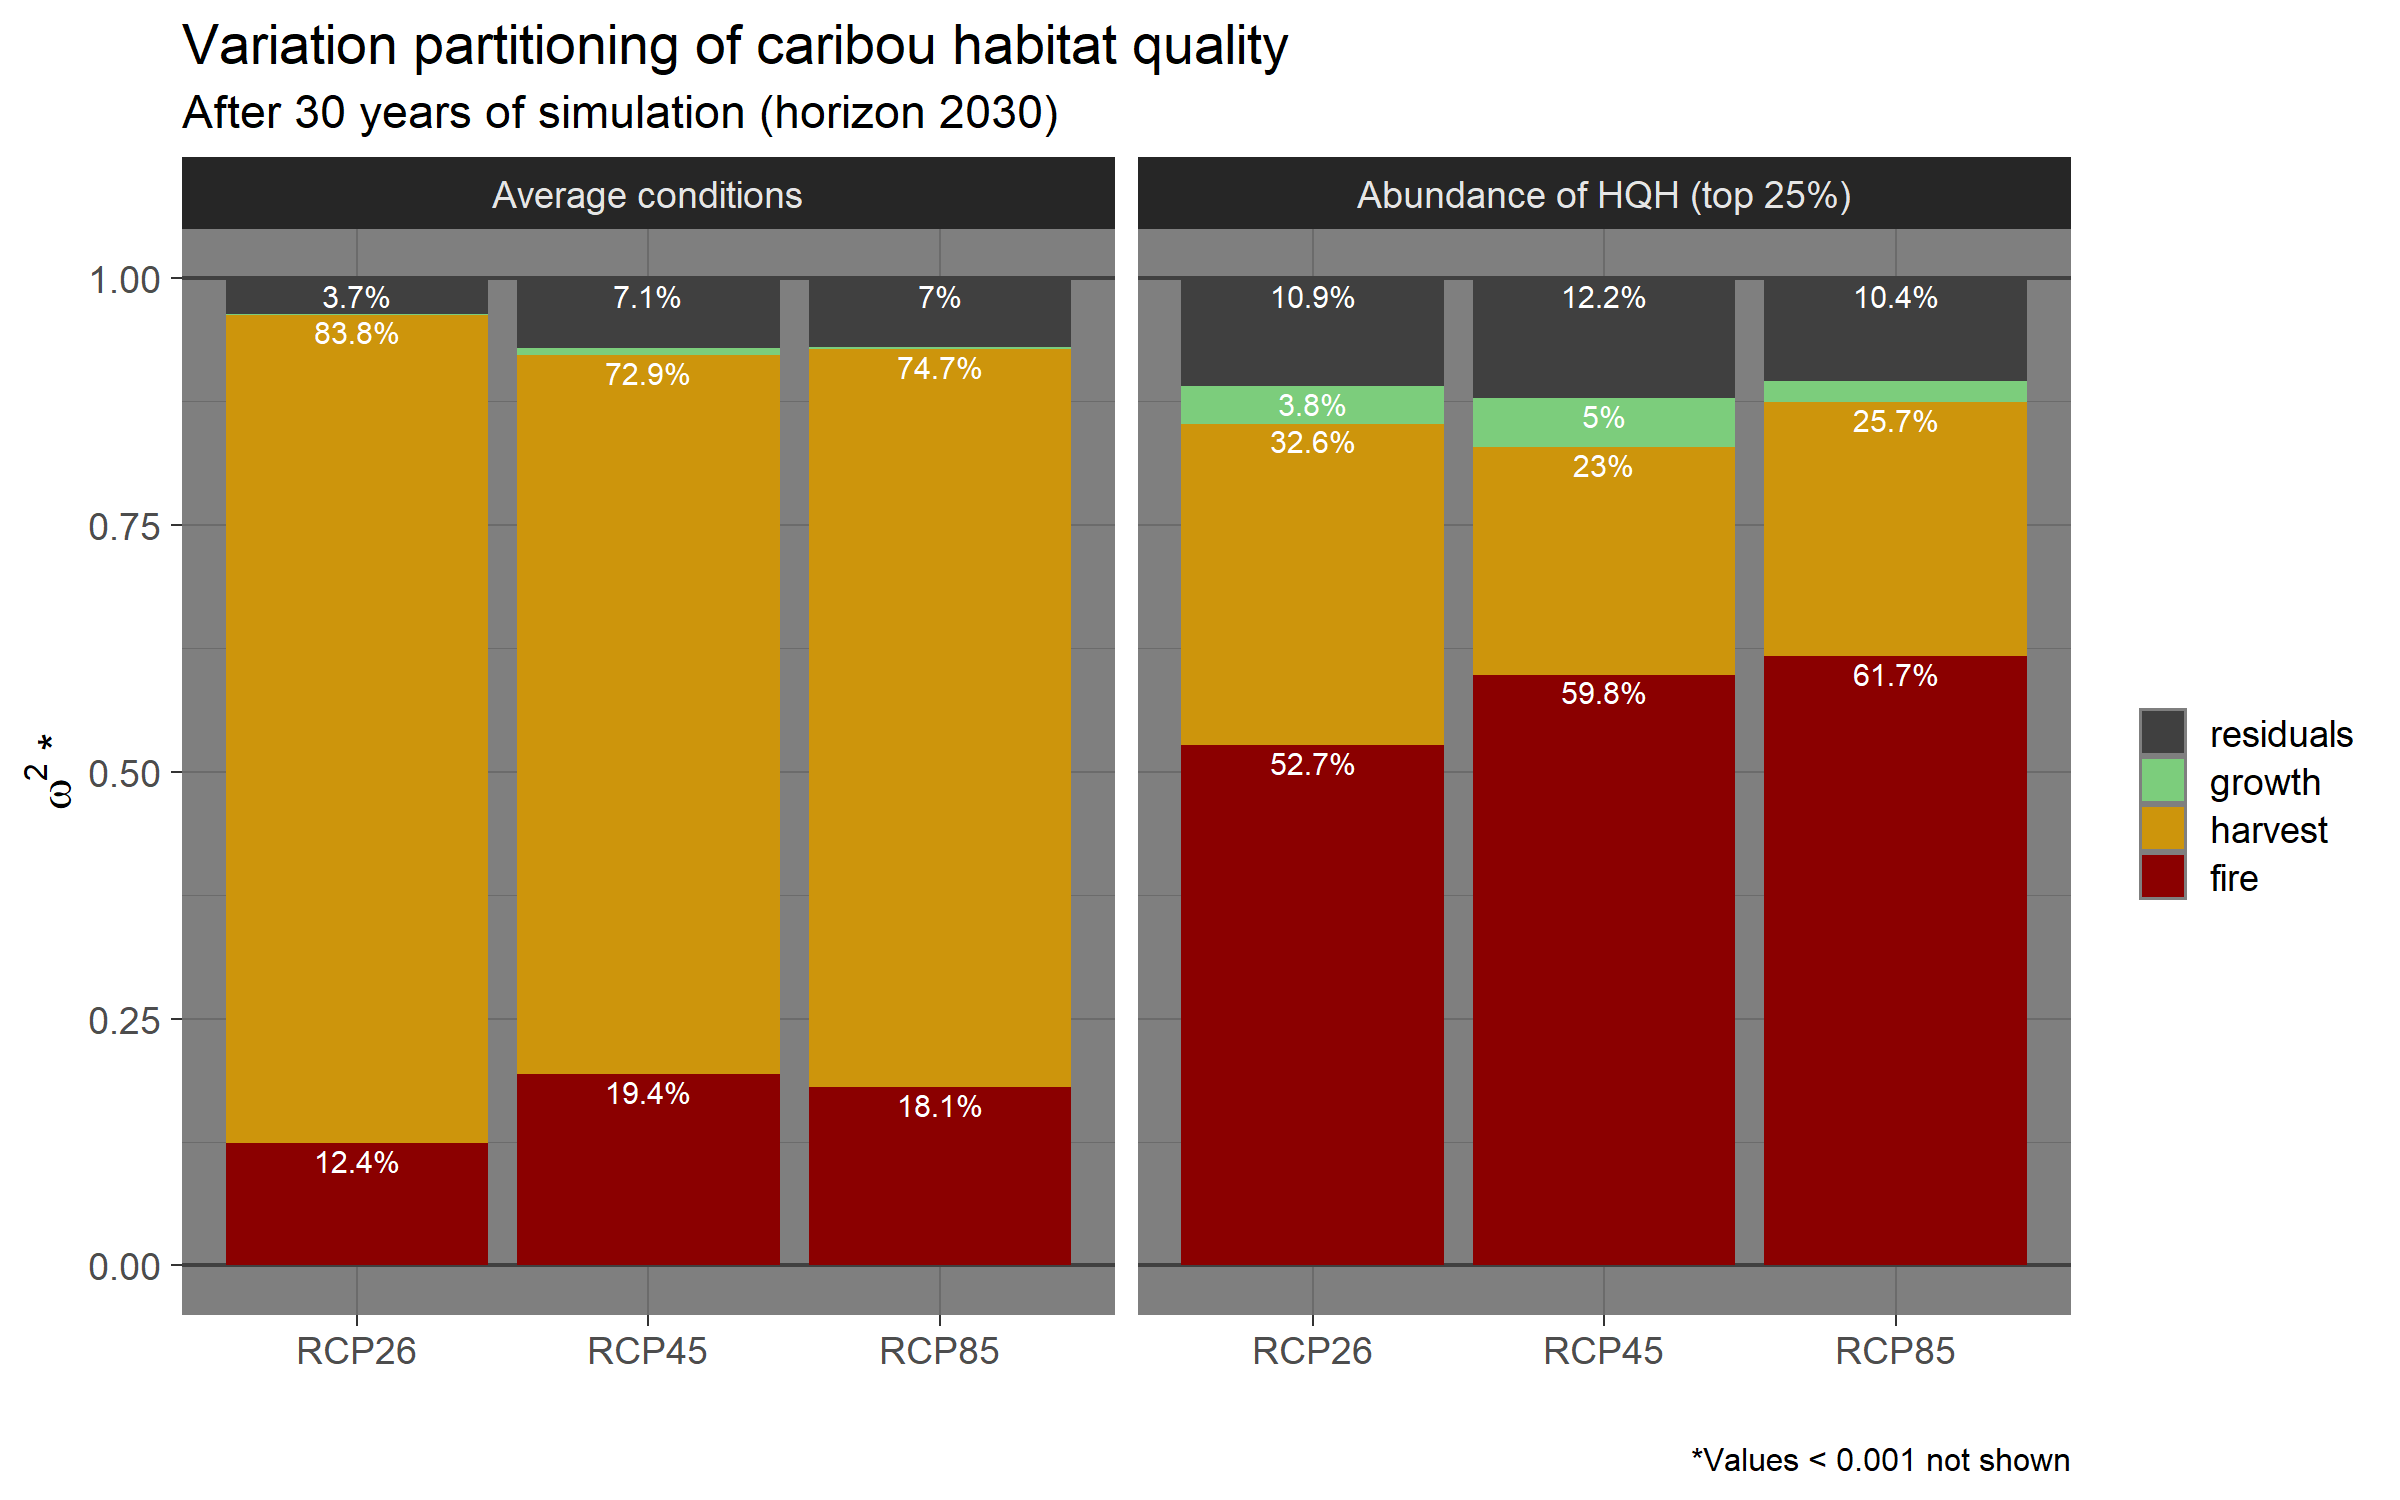 Variation partitioning of caribou habitat quality
After 30 years of simulation (horizon 2030)
Average conditions
Abundance of HQH (top 25%)
ω² *
1.00
0.75
0.50
0.25
0.00
3.7%
7.1%
7%
83.8%
72.9%
74.7%
12.4%
19.4%
18.1%
10.9%
12.2%
10.4%
3.8%
5%
32.6%
23%
25.7%
52.7%
59.8%
61.7%
RCP26
RCP45
RCP85
RCP26
RCP45
RCP85
residuals
growth
harvest
fire
*Values < 0.001 not shown